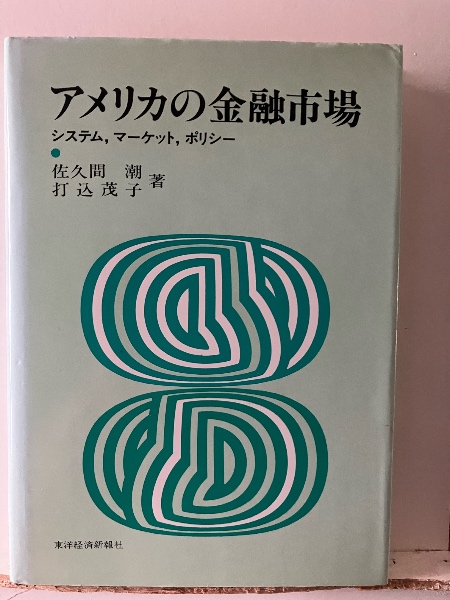 アメリカの金融市場
システム，マーケット，ポリシー
佐久間 潮
打込茂子 著
東洋経済新報社